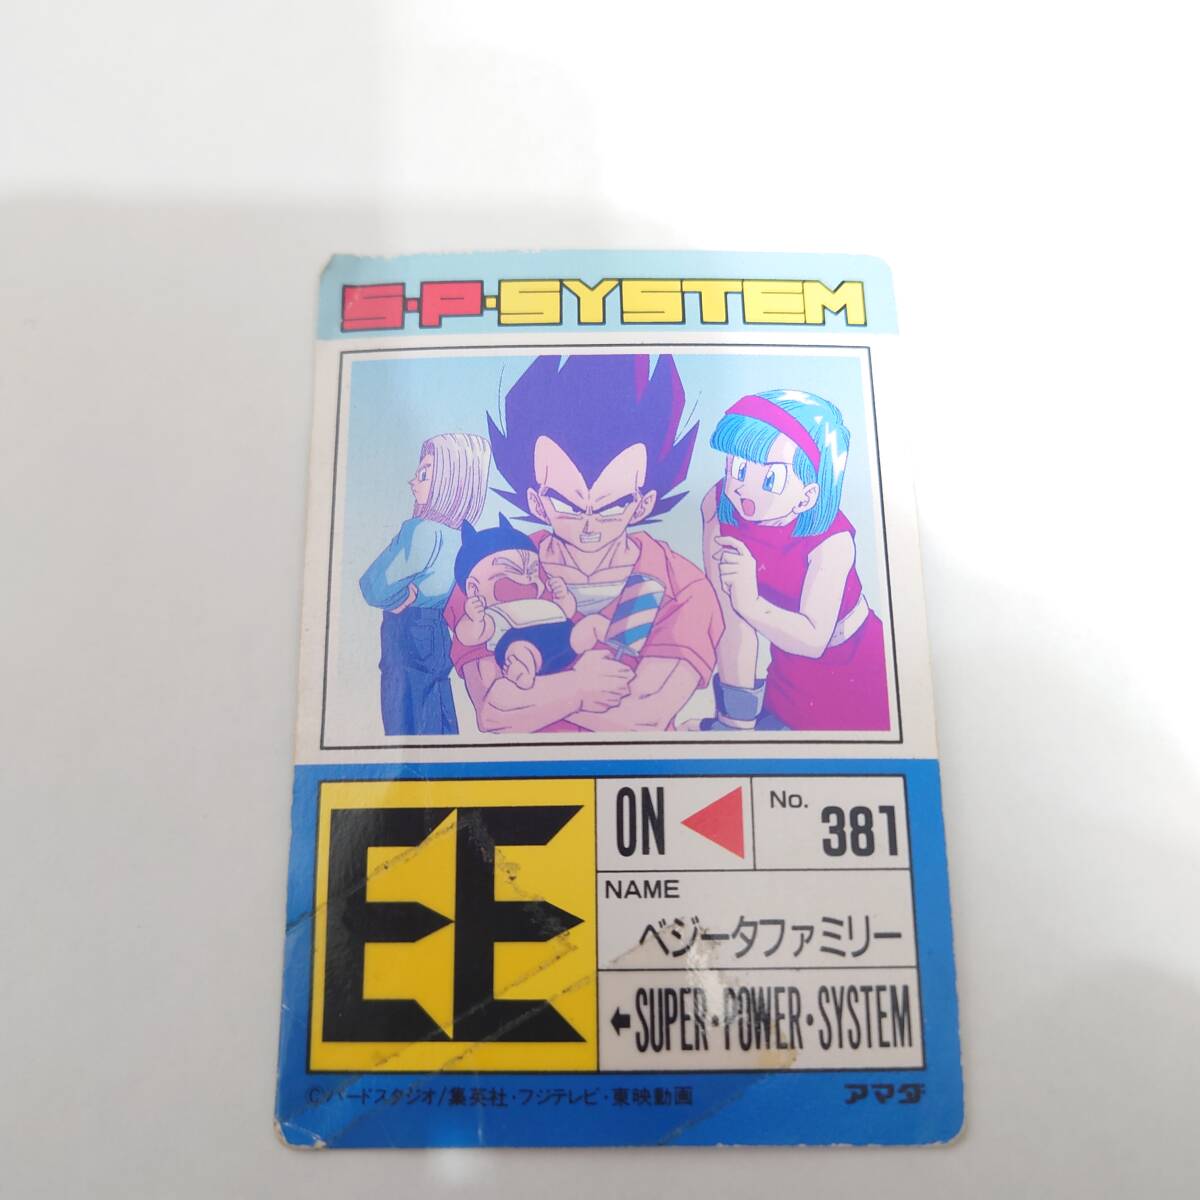 S·P·SYSTEM
EE
ON
No. 381
NAME
ベジータファミリー
←SUPER・POWER・SYSTEM
©バードスタジオ/集英社・フジテレビ・東映動画
アマダ